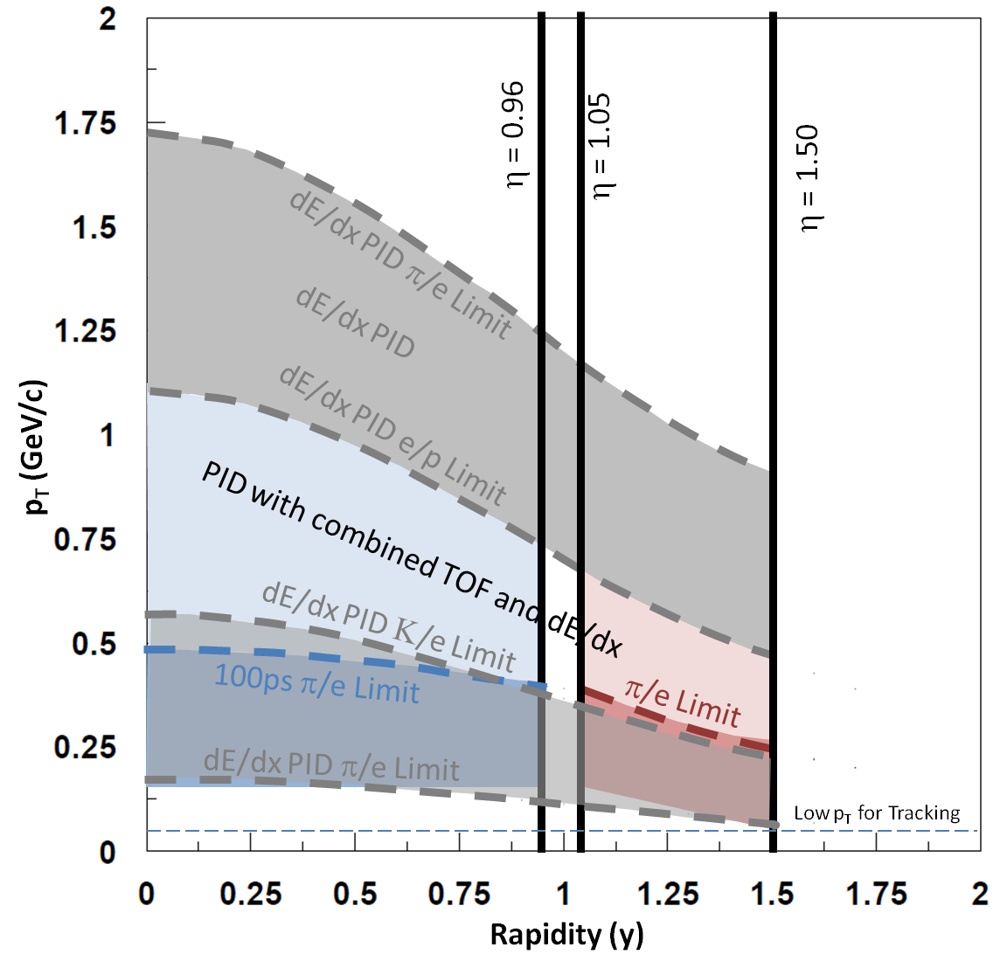 2
1.75
1.5
1.25
1
0.75
0.5
0.25
0
pT (GeV/c)
η = 0.96
η = 1.05
η = 1.50
dE/dx PID π/e Limit
dE/dx PID
dE/dx PID e/p Limit
PID with combined TOF and dE/dx
dE/dx PID K/e Limit
100ps π/e Limit
π/e Limit
dE/dx PID π/e Limit
Low pT for Tracking
0 0.25 0.5 0.75 1 1.25 1.5 1.75 2
Rapidity (y)